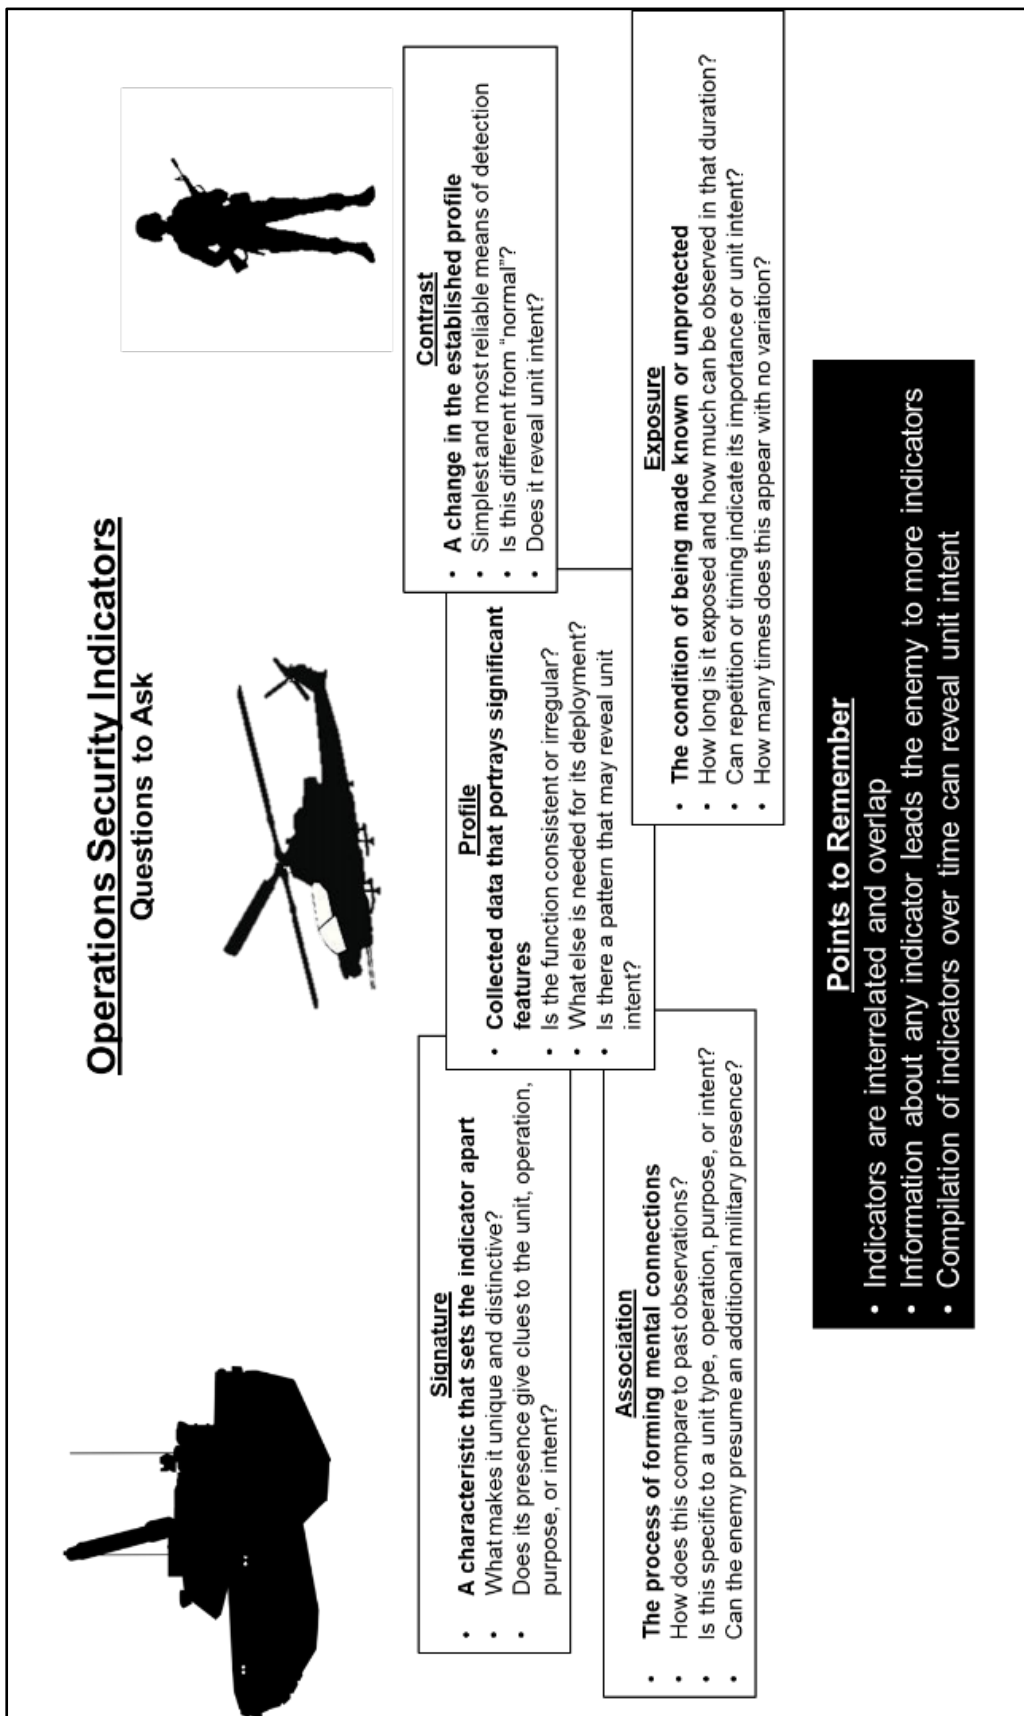 Operations Security Indicators
Questions to Ask
Signature
• A characteristic that sets the indicator apart
• What makes it unique and distinctive?
• Does its presence give clues to the unit, operation,
purpose, or intent?
Profile
• Collected data that portrays significant
features
• Is the function consistent or irregular?
• What else is needed for its deployment?
• Is there a pattern that may reveal unit
intent?
Contrast
• A change in the established profile
• Simplest and most reliable means of detection
• Is this different from “normal”?
• Does it reveal unit intent?
Association
• The process of forming mental connections
• How does this compare to past observations?
• Is this specific to a unit type, operation, purpose, or intent?
• Can the enemy presume an additional military presence?
Exposure
• The condition of being made known or unprotected
• How long is it exposed and how much can be observed in that duration?
• Can repetition or timing indicate its importance or unit intent?
• How many times does this appear with no variation?
Points to Remember
• Indicators are interrelated and overlap
• Information about any indicator leads the enemy to more indicators
• Compilation of indicators over time can reveal unit intent